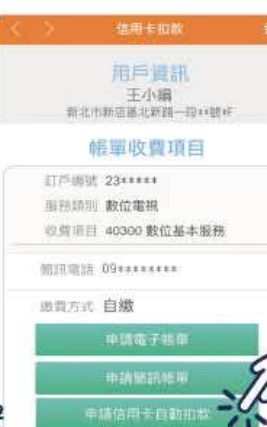 信用卡扣款
用戶資訊
王小編
新北市新店區北新路一段**號*F
帳單收費項目
訂戶編號 23*****
服務類別 數位電視
收費項目 40300 數位基本服務
簡訊電話 09********
繳費方式 自繳
申請電子帳單
申請簡訊帳單
申請信用卡自動扣款
2